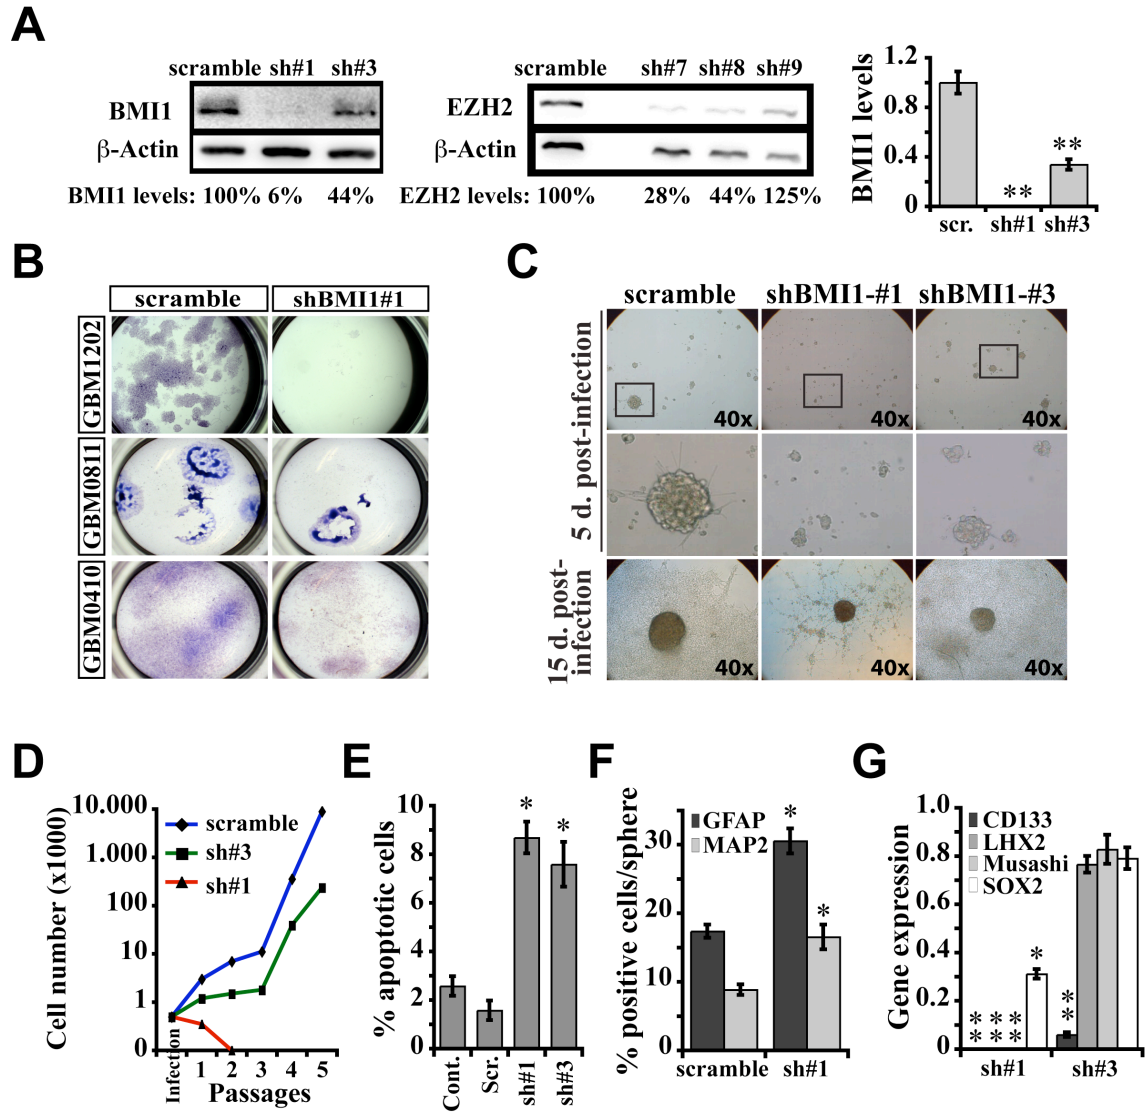 A
scramble sh#1 sh#3
BMI1
β-Actin
BMI1 levels: 100% 6% 44%
scramble sh#7 sh#8 sh#9
EZH2
β-Actin
EZH2 levels: 100% 28% 44% 125%
BMI1 levels
1.2
0.8
0.4
0
**
**
scr. sh#1 sh#3
B
scramble shBMI1#1
GBM1202
GBM0811
GBM0410
C
scramble shBMI1-#1 shBMI1-#3
5 d. post-infection
40x 40x 40x
15 d. post-
infection
40x 40x 40x
D
Cell number (x1000)
10.000
1.000
100
10
1
0
scramble
sh#3
sh#1
Infection 1 2 3 4 5
Passages
E
% apoptotic cells
10
8
6
4
2
0
*
*
Cont. Scr. sh#1 sh#3
F
% positive cells/sphere
30
20
10
0
GFAP
MAP2
*
*
scramble sh#1
G
Gene expression
1.0
0.8
0.6
0.4
0.2
0
CD133
LHX2
Musashi
SOX2
* * *
* * *
*
*
*
sh#1 sh#3